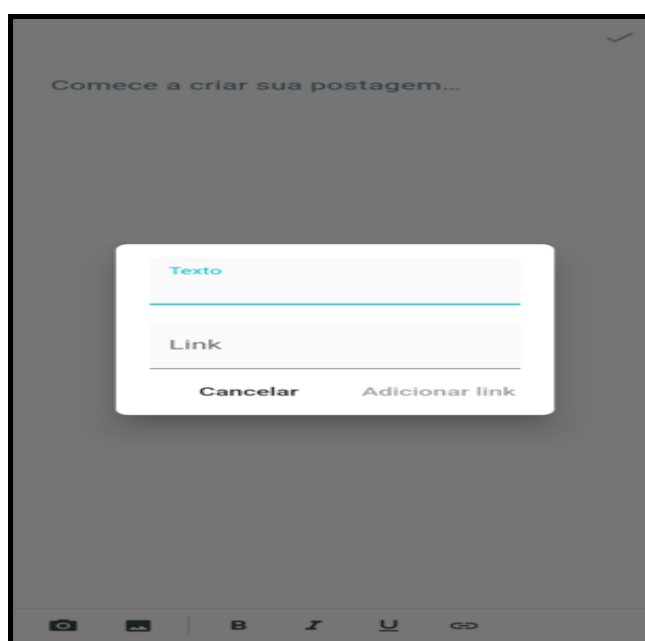 Comece a criar sua postagem...
Texto
Link
Cancelar Adicionar link
B I U